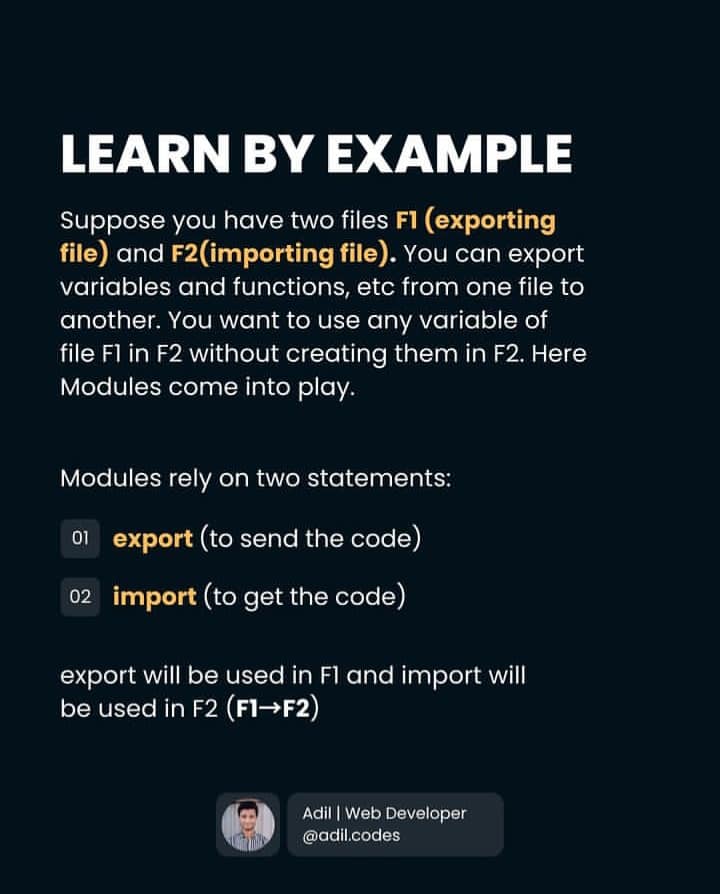 LEARN BY EXAMPLE
Suppose you have two files F1 (exporting
file) and F2(importing file). You can export
variables and functions, etc from one file to
another. You want to use any variable of
file F1 in F2 without creating them in F2. Here
Modules come into play.
Modules rely on two statements:
01 export (to send the code)
02 import (to get the code)
export will be used in F1 and import will
be used in F2 (F1→F2)
Adil | Web Developer
@adil.codes